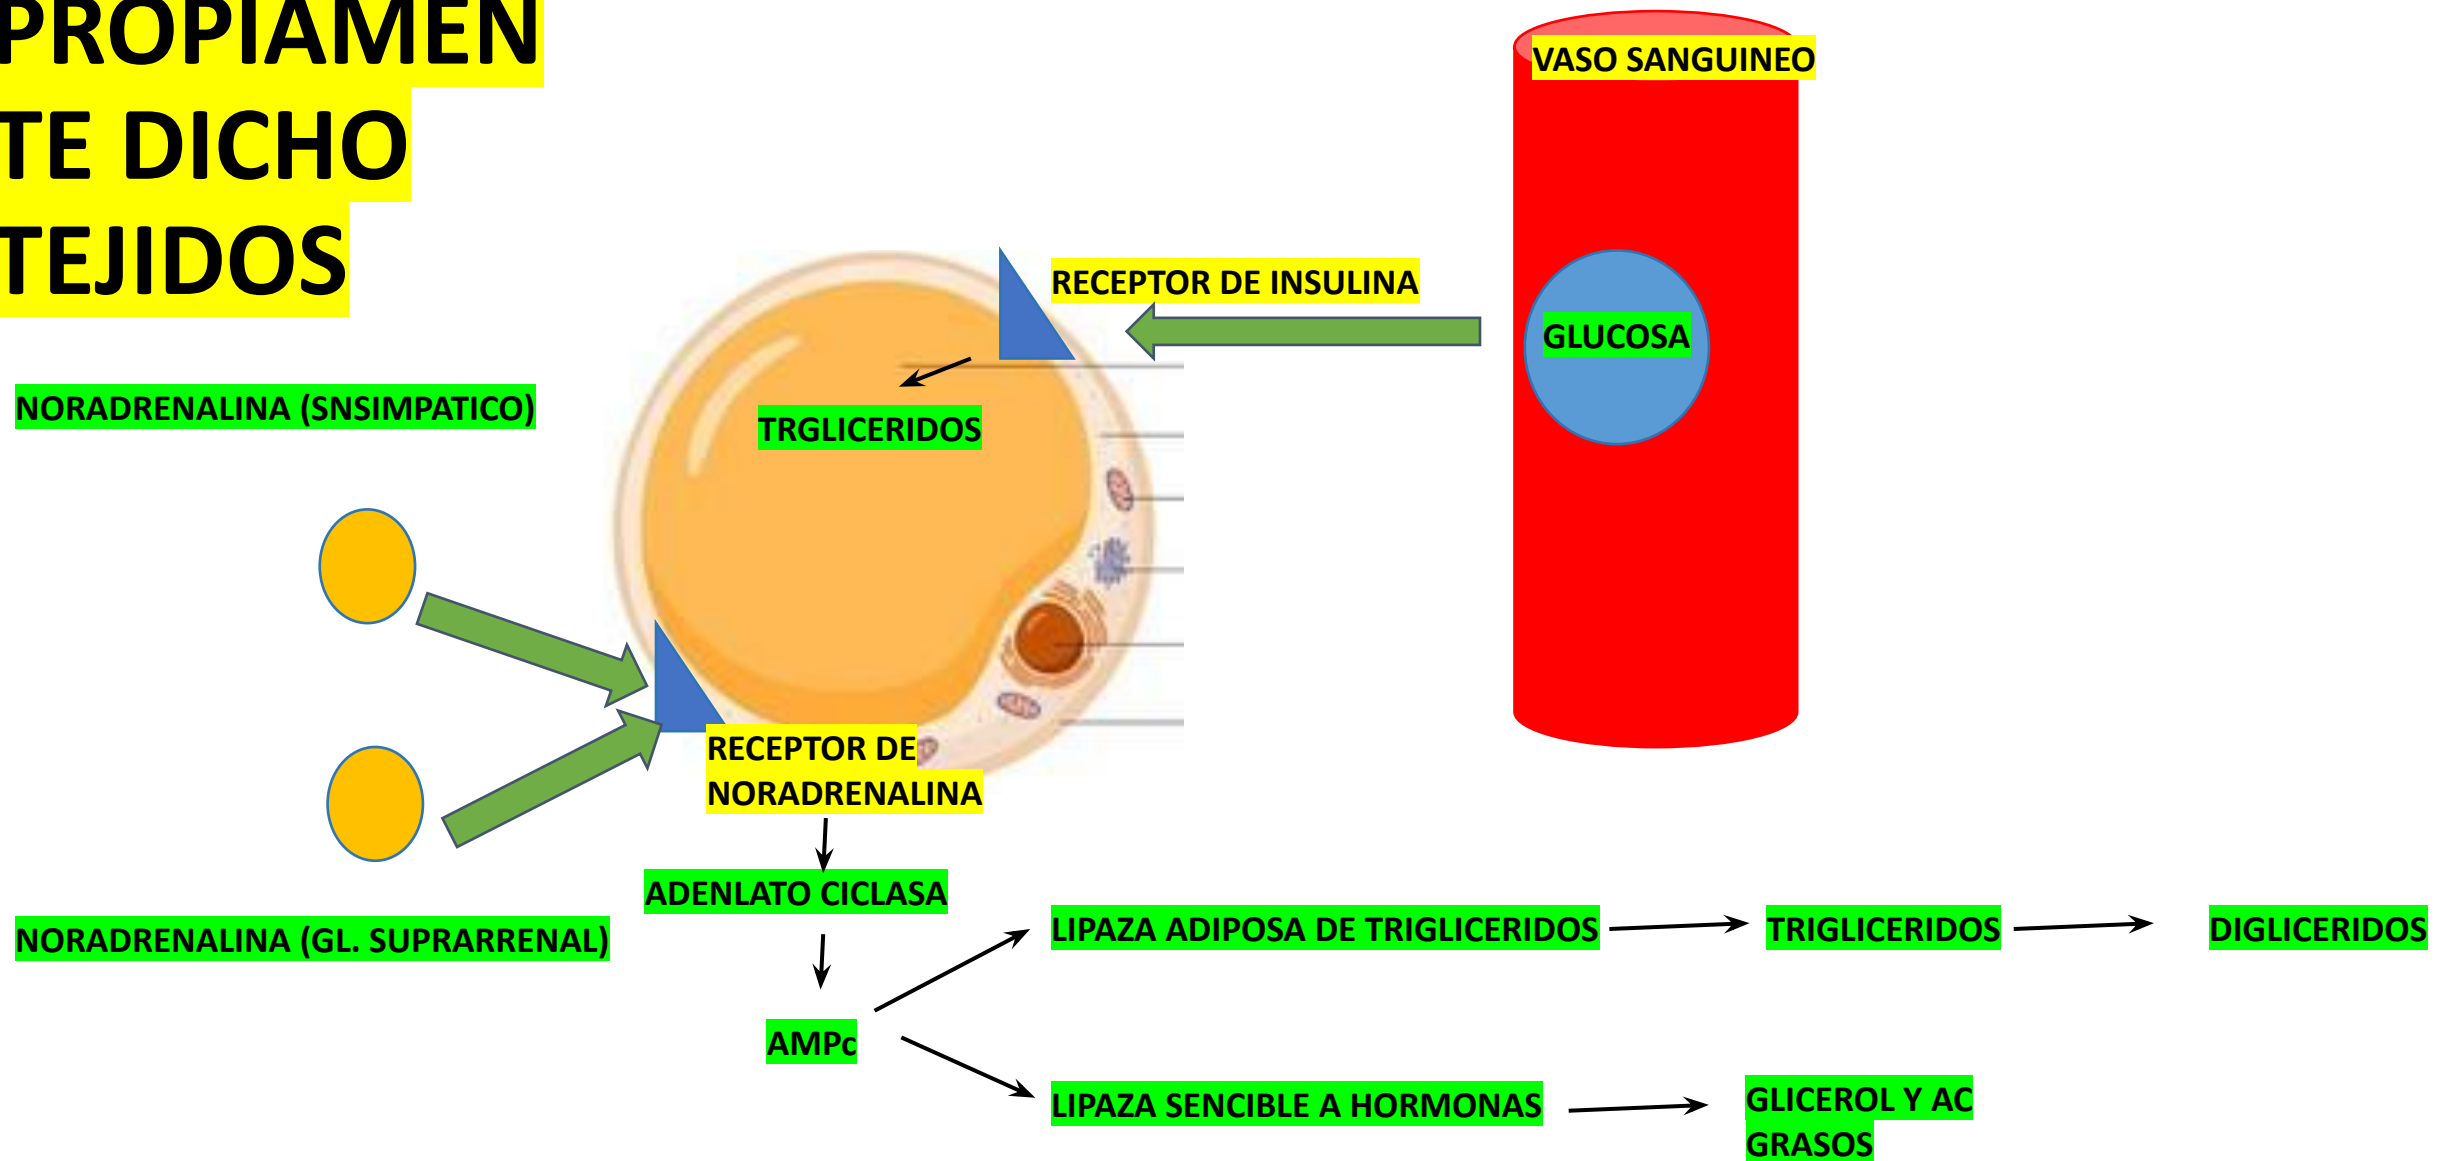 PROPIAMEN
TE DICHO
TEJIDOS
VASO SANGUINEO
RECEPTOR DE INSULINA
GLUCOSA
NORADRENALINA (SNSIMPATICO)
TRGLICERIDOS
RECEPTOR DE
NORADRENALINA
ADENLATO CICLASA
NORADRENALINA (GL. SUPRARRENAL)
LIPAZA ADIPOSA DE TRIGLICERIDOS
TRIGLICERIDOS
DIGLICERIDOS
AMPc
LIPAZA SENCIBLE A HORMONAS
GLICEROL Y AC
GRASOS